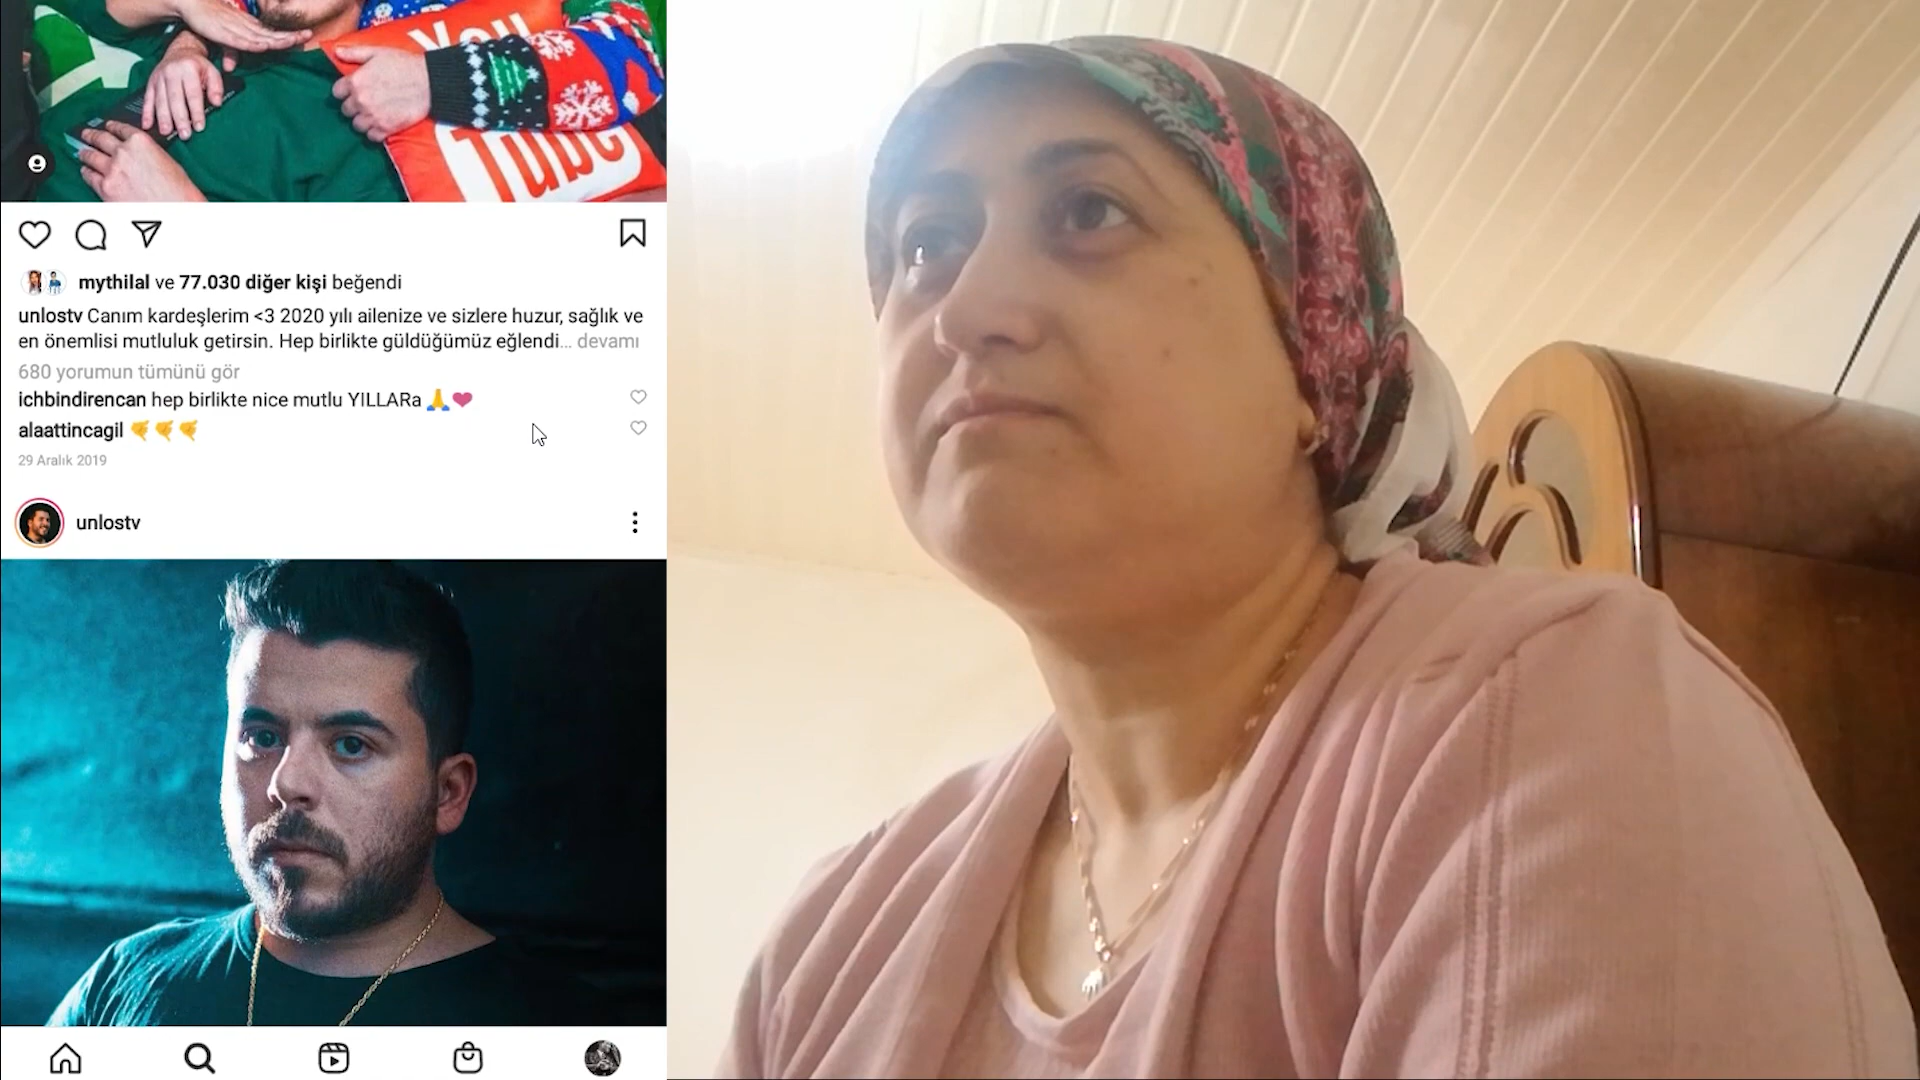 You
Tube
mythilal ve 77.030 diğer kişi beğendi
unlostv Canım kardeşlerim <3 2020 yılı ailenize ve sizlere huzur, sağlık ve
en önemlisi mutluluk getirsin. Hep birlikte güldüğümüz eğlendi... devamı
680 yorumun tümünü gör
ichbindirencan hep birlikte nice mutlu YILLARa 🙏❤
alaattincagil 🤙🤙🤙
29 Aralık 2019
unlostv